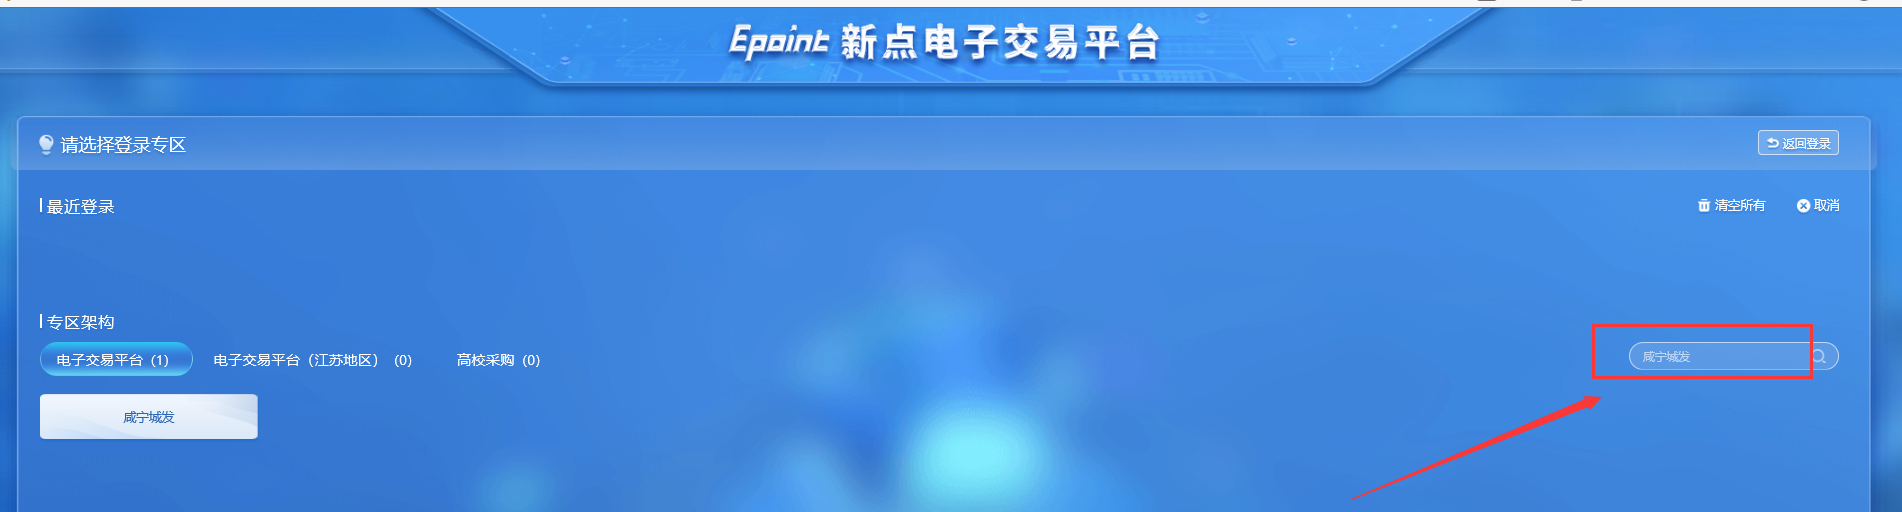 Epoint 新点电子交易平台
请选择登录专区
返回登录
最近登录
清空所有
取消
专区架构
电子交易平台 (1)
电子交易平台（江苏地区） (0)
高校采购 (0)
咸宁城发
咸宁城发